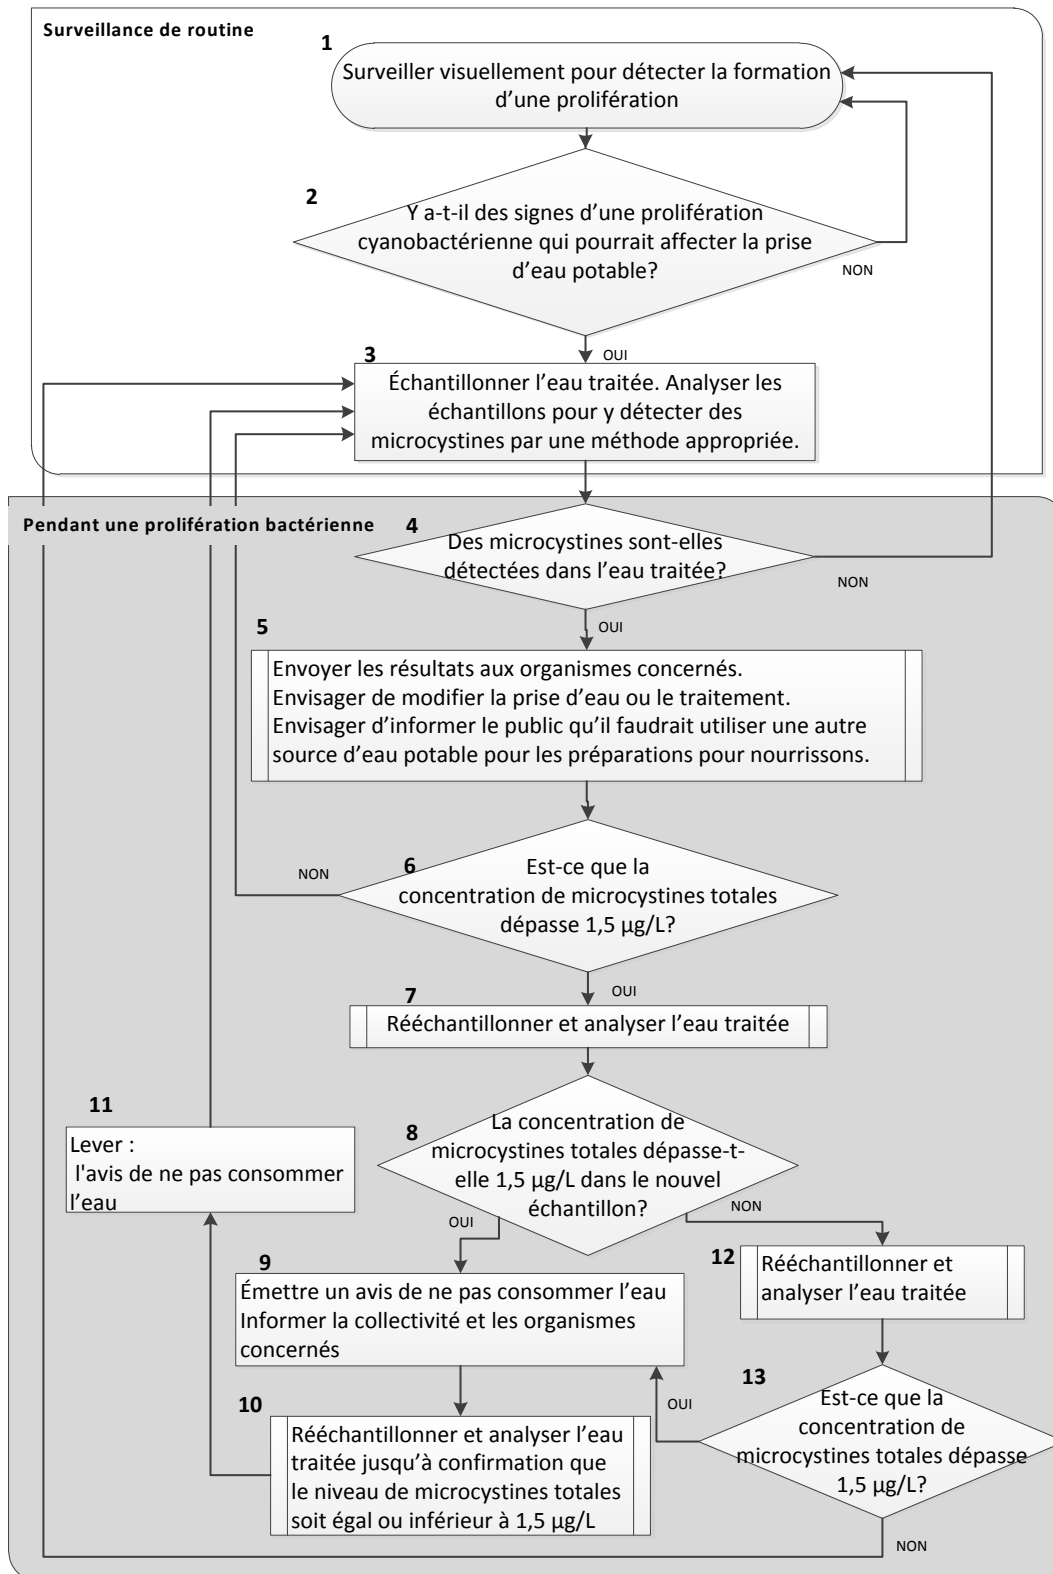 Surveillance de routine
1
Surveiller visuellement pour détecter la formation
d'une prolifération
2
Y a-t-il des signes d'une prolifération
cyanobactérienne qui pourrait affecter la prise
d'eau potable?
NON
OUI
3
Échantillonner l'eau traitée. Analyser les
échantillons pour y détecter des
microcystines par une méthode appropriée.
Pendant une prolifération bactérienne
4
Des microcystines sont-elles
détectées dans l'eau traitée?
NON
OUI
5
Envoyer les résultats aux organismes concernés.
Envisager de modifier la prise d'eau ou le traitement.
Envisager d'informer le public qu'il faudrait utiliser une autre
source d'eau potable pour les préparations pour nourrissons.
6
Est-ce que la
concentration de microcystines totales
dépasse 1,5 µg/L?
NON
OUI
7
Rééchantillonner et analyser l'eau traitée
8
La concentration de
microcystines totales dépasse-t-
elle 1,5 µg/L dans le nouvel
échantillon?
OUI
NON
11
Lever :
l'avis de ne pas consommer
l'eau
9
Émettre un avis de ne pas consommer l'eau
Informer la collectivité et les organismes
concernés
12
Rééchantillonner et
analyser l'eau traitée
10
Rééchantillonner et analyser l'eau
traitée jusqu'à confirmation que
le niveau de microcystines totales
soit égal ou inférieur à 1,5 µg/L
13
Est-ce que la
concentration de
microcystines totales dépasse
1,5 µg/L?
OUI
NON